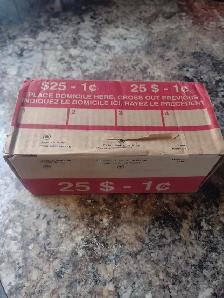 $25 - 1¢ 25 $ - 1¢
PLACE DOMICILE HERE, CROSS OUT PREVIOUS
INDIQUEZ LE DOMICILE ICI, RAYEZ LE PRÉCÉDENT
2 3 4
25 $ - 1¢